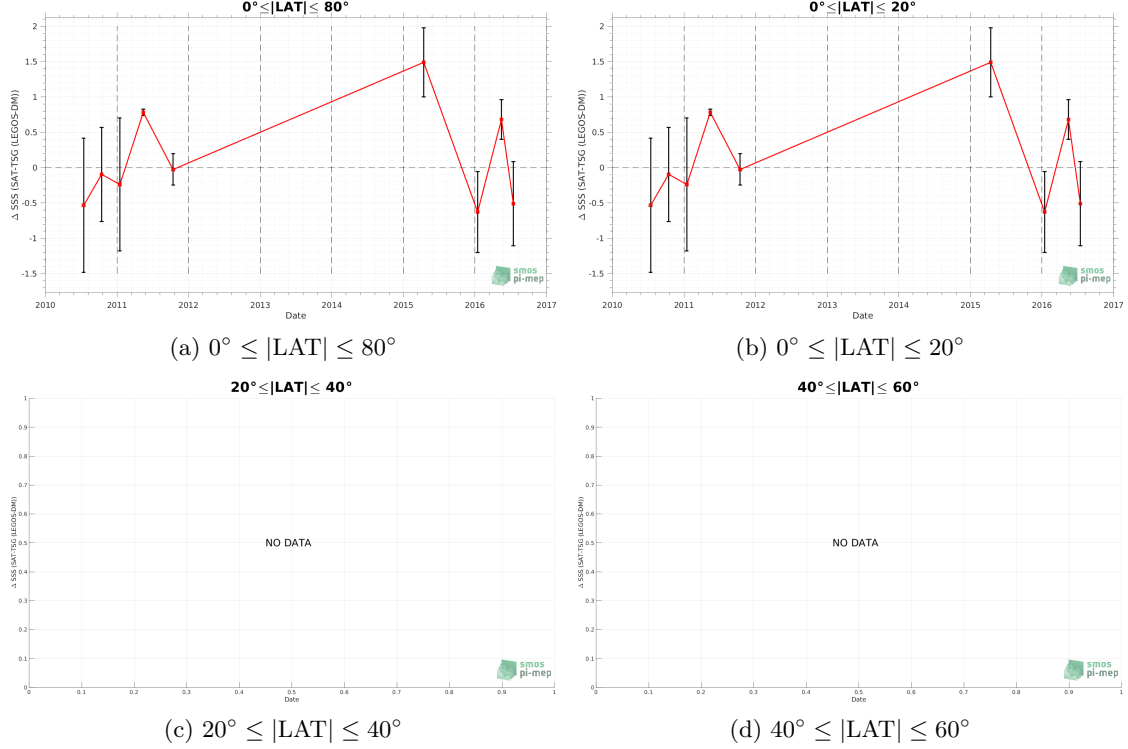 0°≤|LAT|≤ 80°
Δ SSS (SAT-TSG (LEGOS-DM))
2
1.5
1
0.5
0
-0.5
-1
-1.5
2010 2011 2012 2013 2014 2015 2016 2017
Date
smos
pi-mep
(a) 0° ≤ |LAT| ≤ 80°
0°≤|LAT|≤ 20°
Δ SSS (SAT-TSG (LEGOS-DM))
2
1.5
1
0.5
0
-0.5
-1
-1.5
2010 2011 2012 2013 2014 2015 2016 2017
Date
smos
pi-mep
(b) 0° ≤ |LAT| ≤ 20°
20°≤|LAT|≤ 40°
Δ SSS (SAT-TSG (LEGOS-DM))
1
0.9
0.8
0.7
0.6
0.5
0.4
0.3
0.2
0.1
0
NO DATA
0 0.1 0.2 0.3 0.4 0.5 0.6 0.7 0.8 0.9 1
Date
smos
pi-mep
(c) 20° ≤ |LAT| ≤ 40°
40°≤|LAT|≤ 60°
Δ SSS (SAT-TSG (LEGOS-DM))
1
0.9
0.8
0.7
0.6
0.5
0.4
0.3
0.2
0.1
0
NO DATA
0 0.1 0.2 0.3 0.4 0.5 0.6 0.7 0.8 0.9 1
Date
smos
pi-mep
(d) 40° ≤ |LAT| ≤ 60°